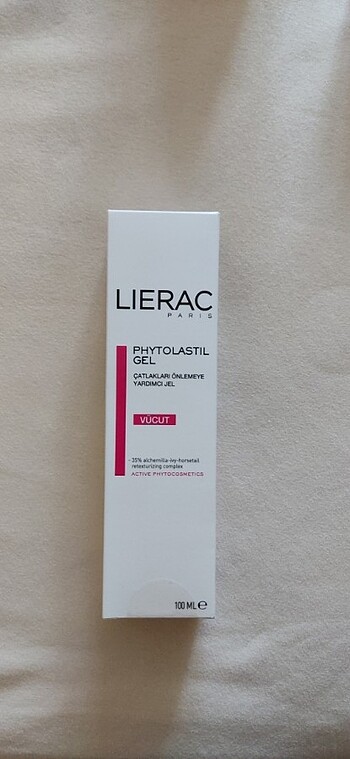 LIERAC
PARIS
PHYTOLASTIL
GEL
ÇATLAKLARI ÖNLEMEYE
YARDIMCI JEL
VÜCUT
- 25% alchemilla-ivy-horsetail
retexturizing complex
ACTIVE PHYTOCOSMETICS
100 ML ℮